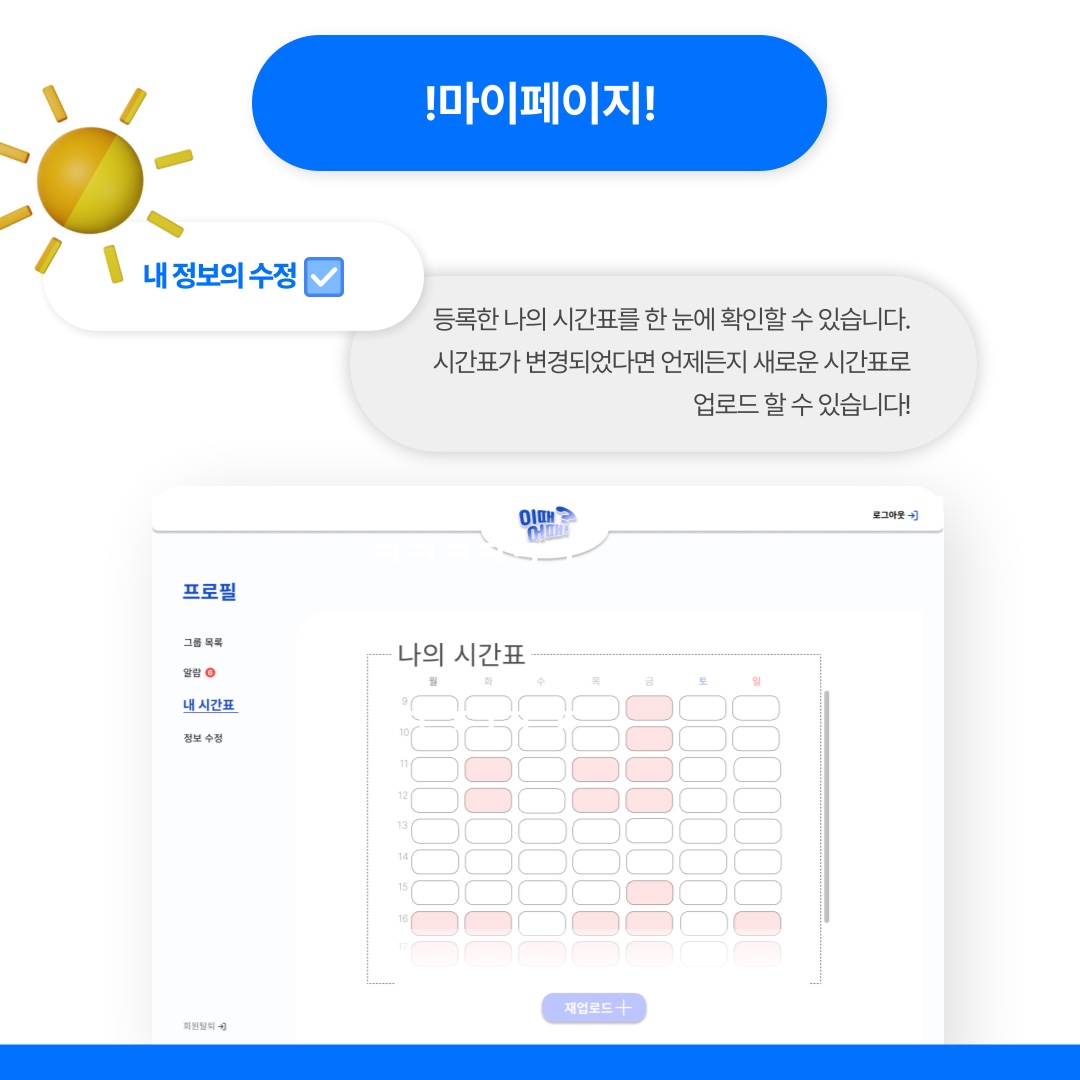 !마이페이지!
내 정보의 수정
등록한 나의 시간표를 한 눈에 확인할 수 있습니다.
시간표가 변경되었다면 언제든지 새로운 시간표로
업로드 할 수 있습니다!
이때
어때?
로그아웃
프로필
그룹 목록
알람 6
내 시간표
정보 수정
회원탈퇴
나의 시간표
월 화 수 목 금 토 일
9
10
11
12
13
14
15
16
17
재업로드